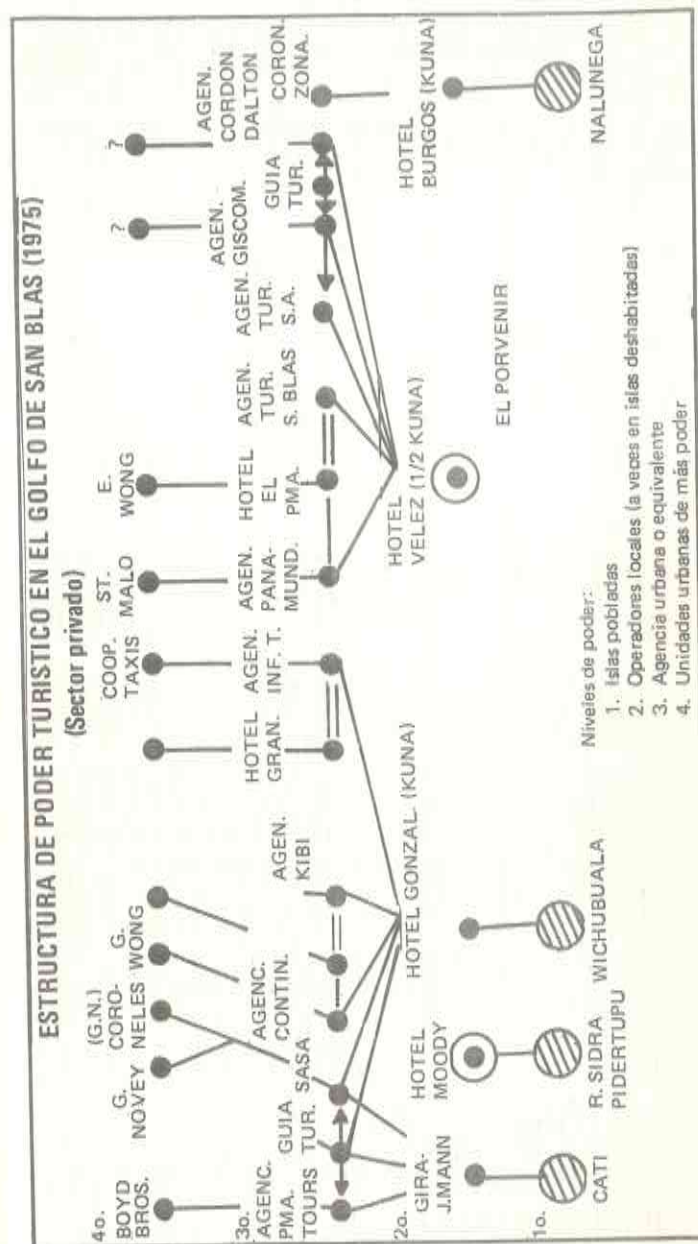 ESTRUCTURA DE PODER TURISTICO EN EL GOLFO DE SAN BLAS (1975)
(Sector privado)
4o.
BOYD
BROS.
G.
NOVEY
(G.N.)
CORO-
NELES
G.
WONG
COOP.
TAXIS
ST.
MALO
E.
WONG
?
?
3o.
AGENC.
PMA.
TOURS
GUIA
TUR.
SASA
AGENC.
CONTIN.
AGEN.
KIBI
HOTEL
GRAN.
AGEN.
INF. T.
AGEN.
PANA-
MUND.
HOTEL
EL
PMA.
AGEN.
TUR.
S. BLAS
AGEN.
TUR.
S.A.
AGEN.
GISCOM.
GUIA
TUR.
AGEN.
CORDON
DALTON
CORON.
ZONA.
2o.
GIRA-
J.MANN
HOTEL
MOODY
HOTEL GONZAL. (KUNA)
HOTEL
VELEZ (1/2 KUNA)
HOTEL
BURGOS (KUNA)
1o.
CATI
R. SIDRA
PIDERTUPU
WICHUBUALA
EL PORVENIR
NALUNEGA
Niveles de poder:
1. Islas pobladas
2. Operadores locales (a veces en islas deshabitadas)
3. Agencia urbana o equivalente
4. Unidades urbanas de más poder